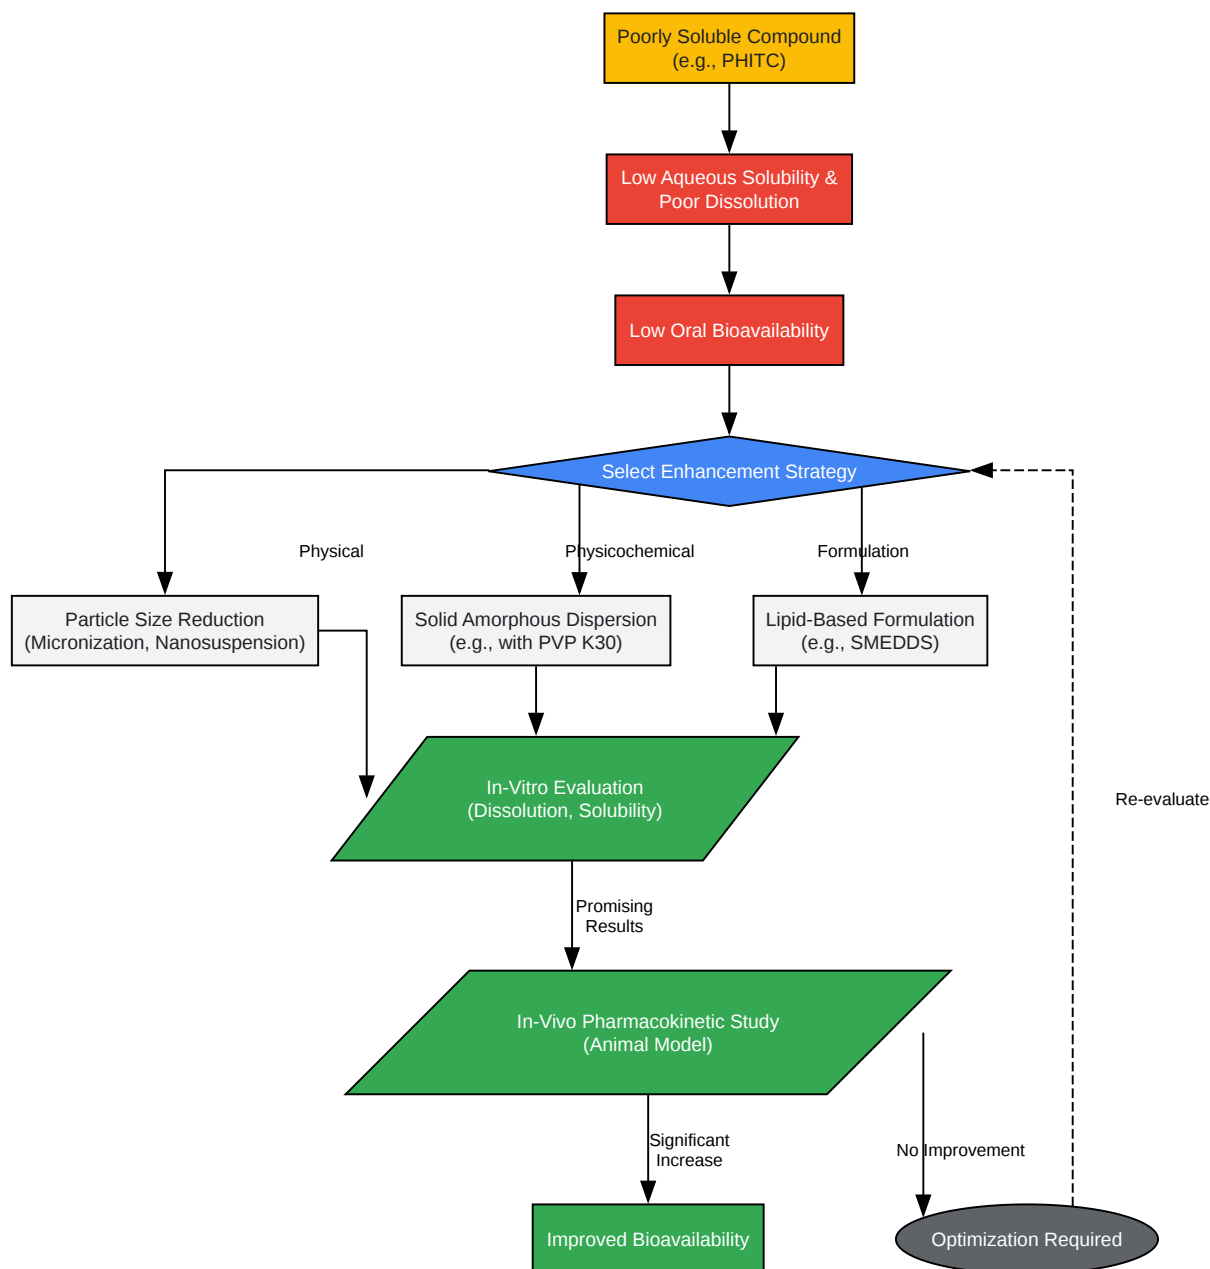 Poorly Soluble Compound
(e.g., PHITC)
Low Aqueous Solubility &
Poor Dissolution
Low Oral Bioavailability
Select Enhancement Strategy
Physical
Physicochemical
Formulation
Particle Size Reduction
(Micronization, Nanosuspension)
Solid Amorphous Dispersion
(e.g., with PVP K30)
Lipid-Based Formulation
(e.g., SMEDDS)
In-Vitro Evaluation
(Dissolution, Solubility)
Re-evaluate
Promising
Results
In-Vivo Pharmacokinetic Study
(Animal Model)
Significant
Increase
No Improvement
Improved Bioavailability
Optimization Required